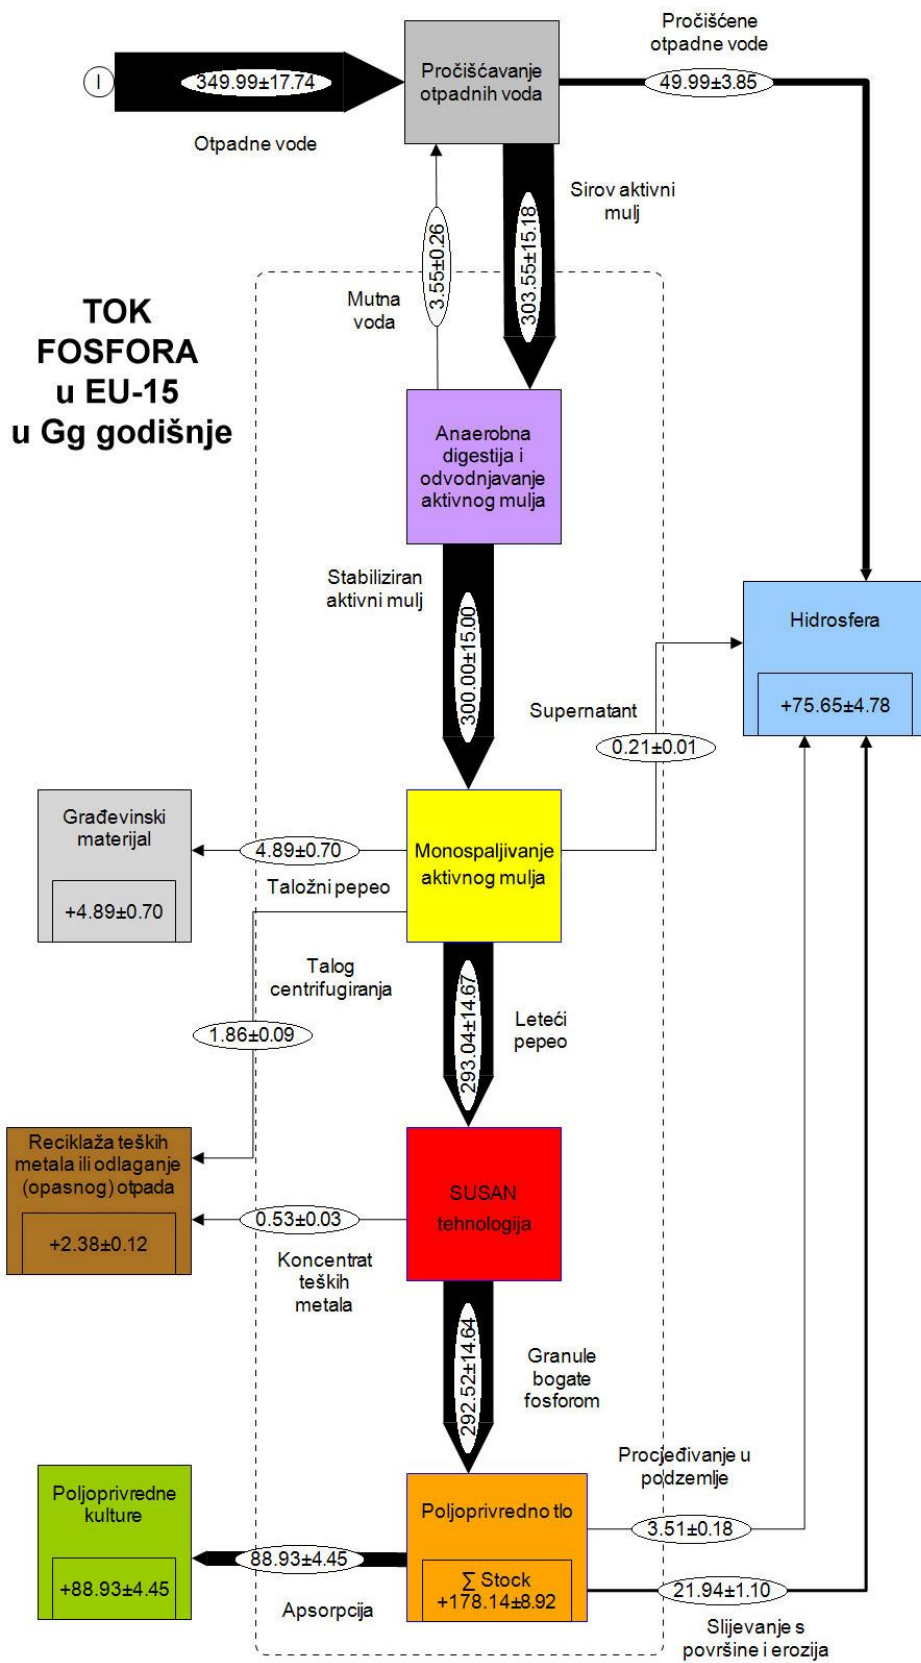 Pročišćene
otpadne vode
I
349.99±17.74
Pročišćavanje
otpadnih voda
49.99±3.85
Otpadne vode
Sirov aktivni
mulj
3.55±0.26
303.55±15.18
Mutna
voda
TOK
FOSFORA
u EU-15
u Gg godišnje
Anaerobna
digestija i
odvodnjavanje
aktivnog mulja
Stabiliziran
aktivni mulj
300.00±15.00
Hidrosfera
+75.65±4.78
Supernatant
0.21±0.01
Građevinski
materijal
+4.89±0.70
4.89±0.70
Taložni pepeo
Monospaljivanje
aktivnog mulja
Talog
centrifugiranja
1.86±0.09
293.04±14.67
Leteći
pepeo
Reciklaža teških
metala ili odlaganje
(opasnog) otpada
+2.38±0.12
0.53±0.03
Koncentrat
teških
metala
SUSAN
tehnologija
292.52±14.64
Granule
bogate
fosforom
Procjeđivanje u
podzemlje
3.51±0.18
Poljoprivredne
kulture
+88.93±4.45
88.93±4.45
Apsorpcija
Poljoprivredno tlo
∑ Stock
+178.14±8.92
21.94±1.10
Slijevanje s
površine i erozija